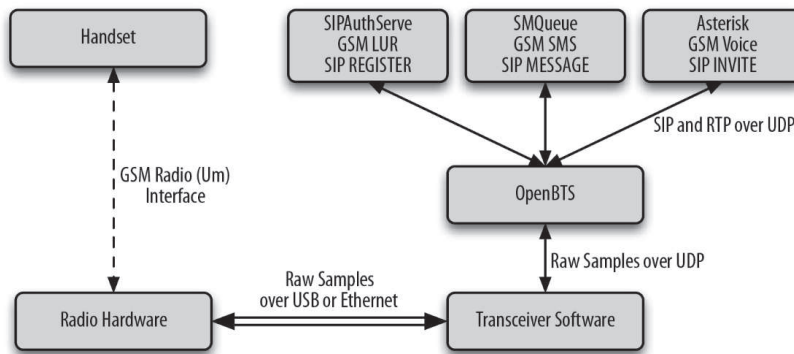 Handset
SIPAuthServe
GSM LUR
SIP REGISTER
SMQueue
GSM SMS
SIP MESSAGE
Asterisk
GSM Voice
SIP INVITE
SIP and RTP over UDP
GSM Radio (Um)
Interface
OpenBTS
Raw Samples over UDP
Raw Samples
over USB or Ethernet
Radio Hardware
Transceiver Software